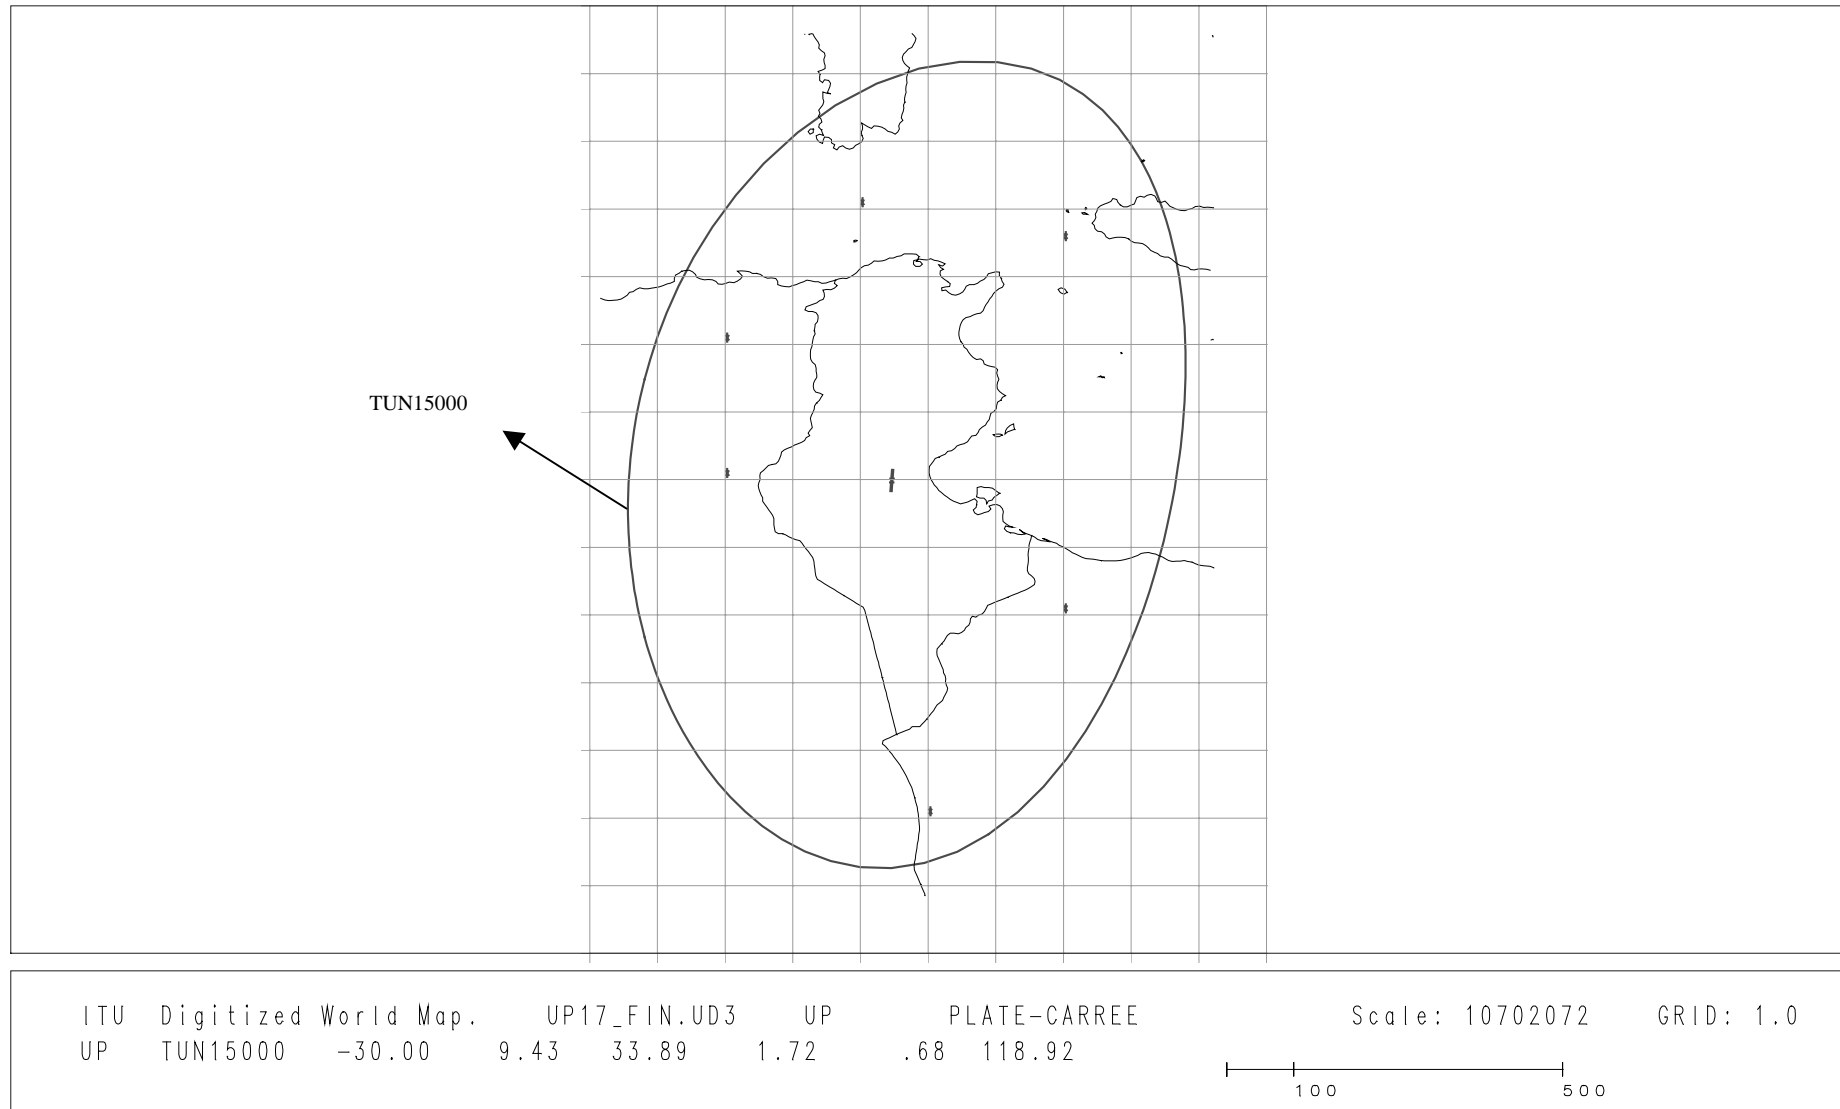 TUN15000
ITU Digitized World Map. UP17_FIN.UD3 UP PLATE-CARREE Scale: 10702072 GRID: 1.0
UP TUN15000 -30.00 9.43 33.89 1.72 .68 118.92
100 500